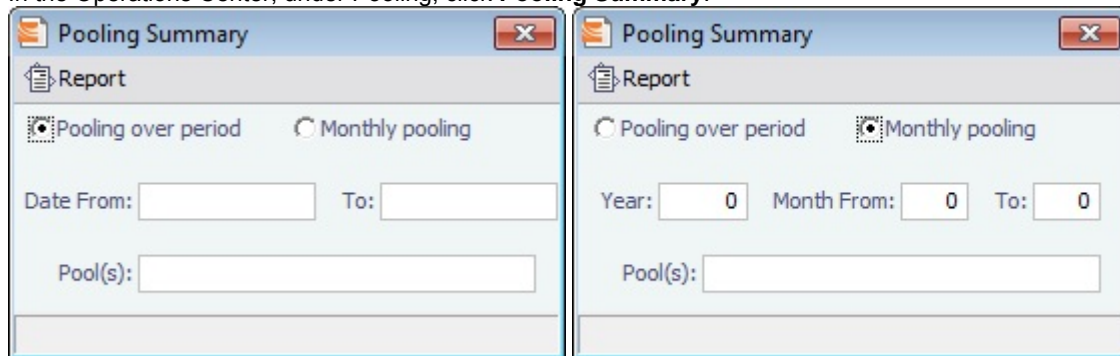 In the Operations Center, under Pooling, click Pooling Summary.
Pooling Summary
Report
Pooling over period Monthly pooling
Date From: To:
Pool(s):
Pooling Summary
Report
Pooling over period Monthly pooling
Year: 0 Month From: 0 To: 0
Pool(s):